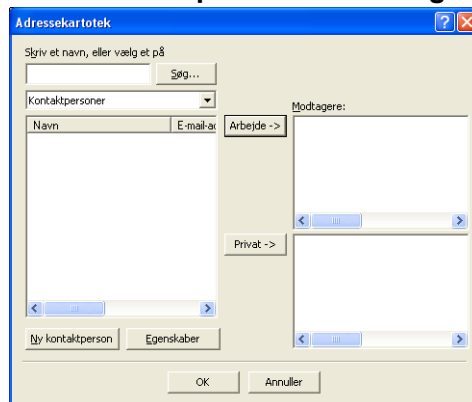 Adressekartotek
Skriv et navn, eller vælg et på
Søg...
Kontaktpersoner
Modtagere:
Navn E-mail-ac
Arbejde ->
Privat ->
Ny kontaktperson Egenskaber
OK Annuller